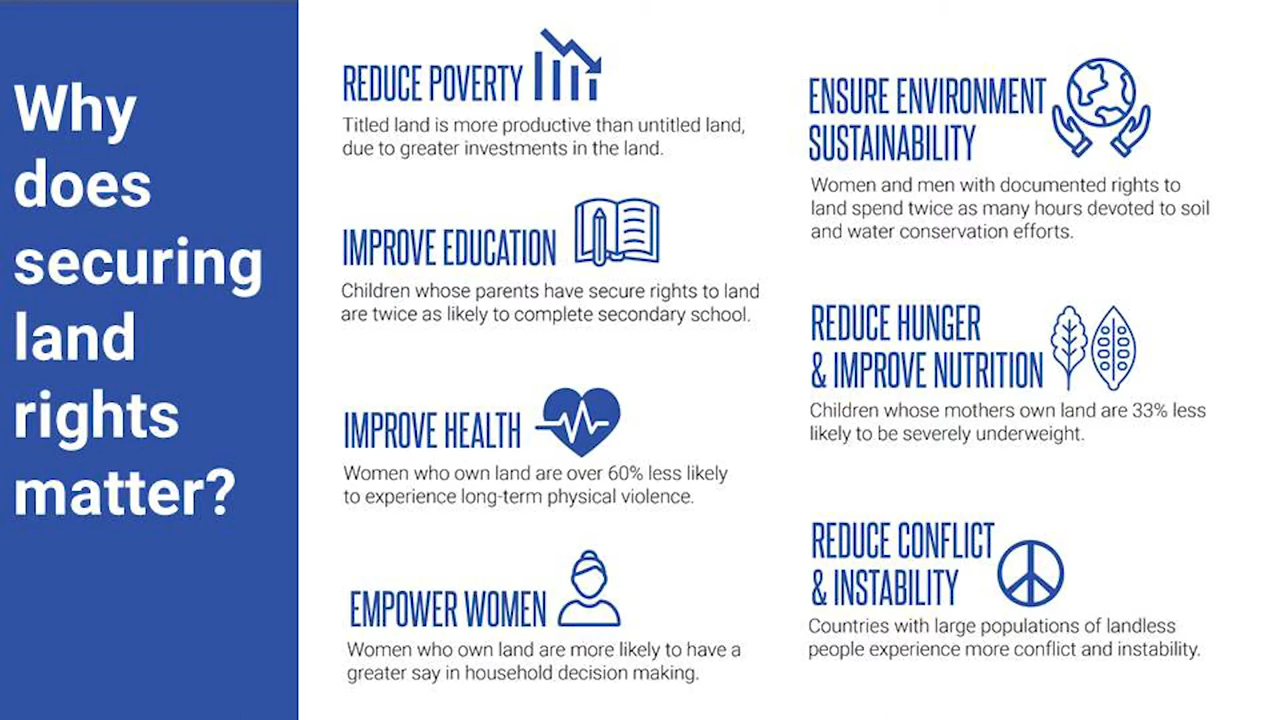 Why
does
securing
land
rights
matter?
REDUCE POVERTY
Titled land is more productive than untitled land,
due to greater investments in the land.
IMPROVE EDUCATION
Children whose parents have secure rights to land
are twice as likely to complete secondary school.
IMPROVE HEALTH
Women who own land are over 60% less likely
to experience long-term physical violence.
EMPOWER WOMEN
Women who own land are more likely to have a
greater say in household decision making.
ENSURE ENVIRONMENT
SUSTAINABILITY
Women and men with documented rights to
land spend twice as many hours devoted to soil
and water conservation efforts.
REDUCE HUNGER
& IMPROVE NUTRITION
Children whose mothers own land are 33% less
likely to be severely underweight.
REDUCE CONFLICT
& INSTABILITY
Countries with large populations of landless
people experience more conflict and instability.